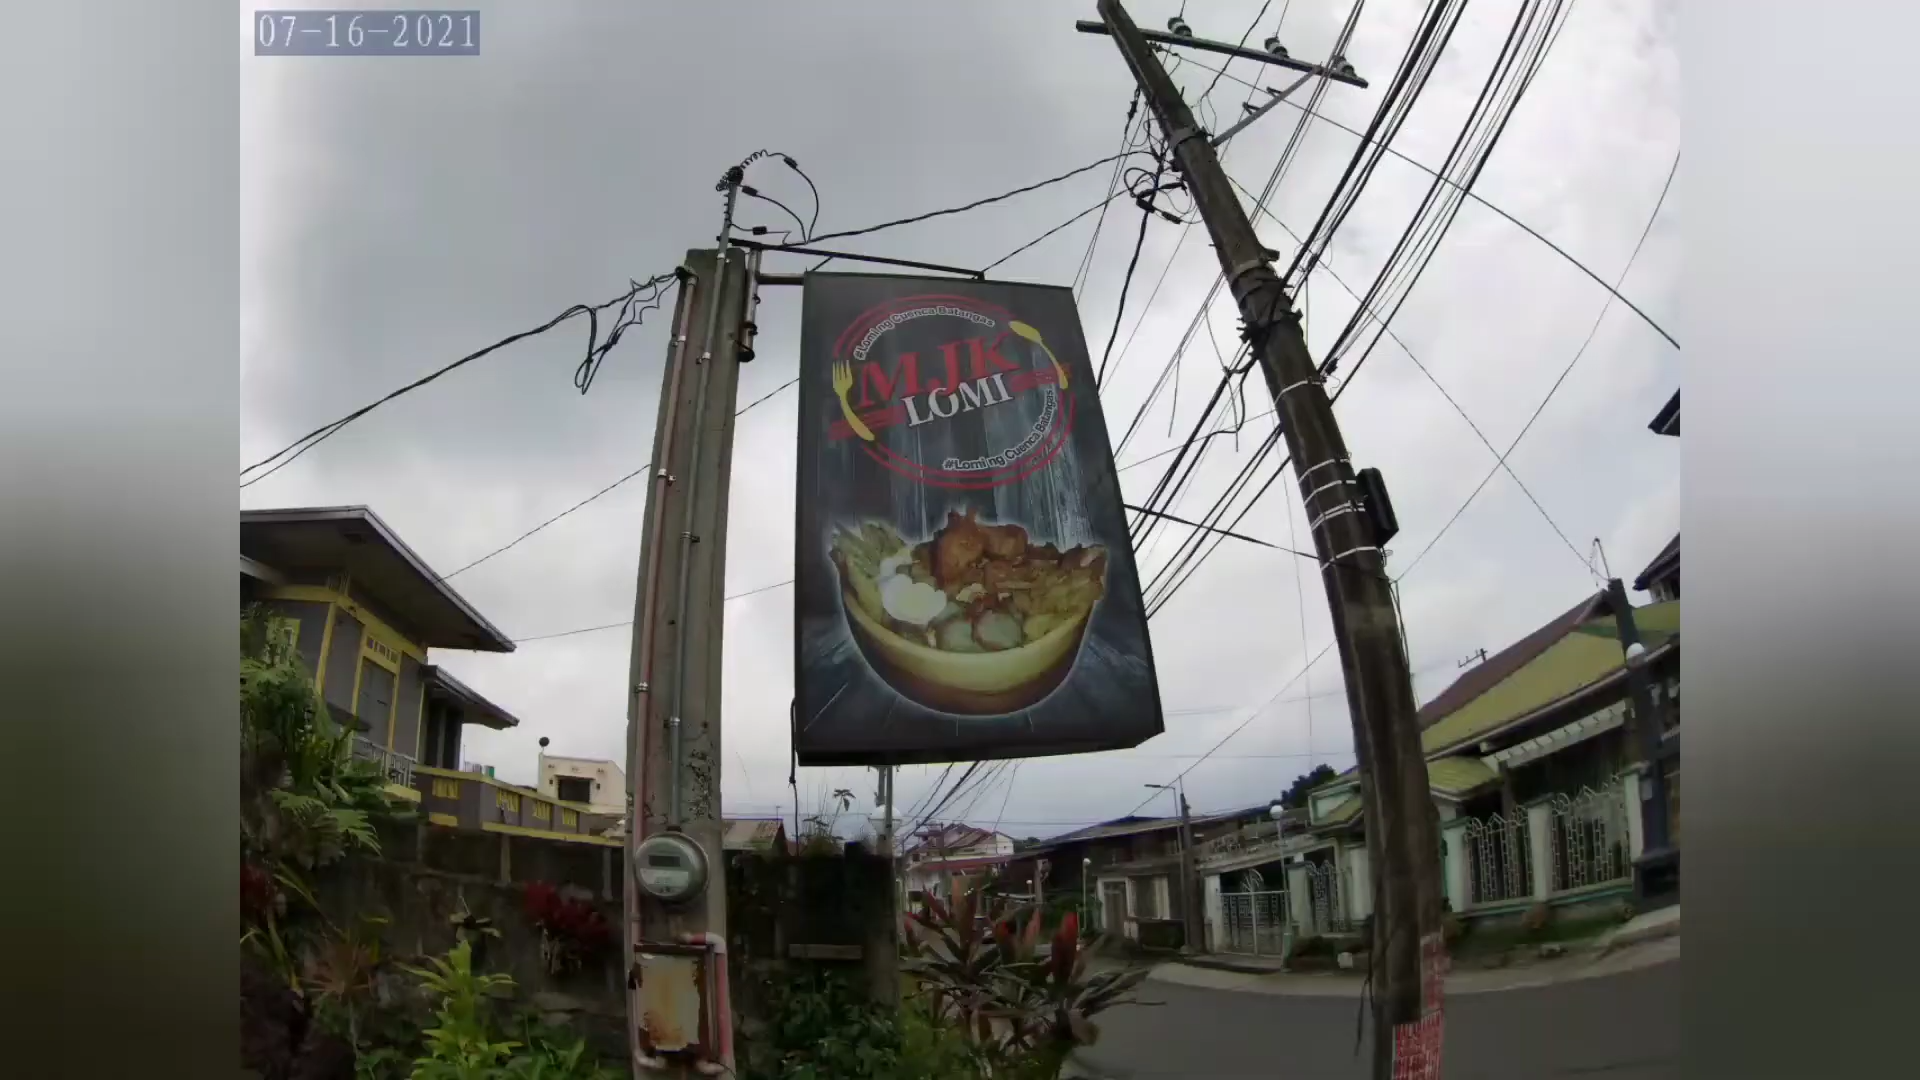 07-16-2021
#Lomi ng Cuenca Batangas
MJK
LOMI
#Lomi ng Cuenca Batangas